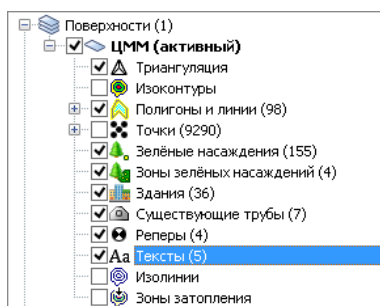 Поверхности (1)
ЦММ (активный)
Триангуляция
Изоконтуры
Полигоны и линии (98)
Точки (9290)
Зелёные насаждения (155)
Зоны зелёных насаждений (4)
Здания (36)
Существующие трубы (7)
Реперы (4)
Aa Тексты (5)
Изолинии
Зоны затопления